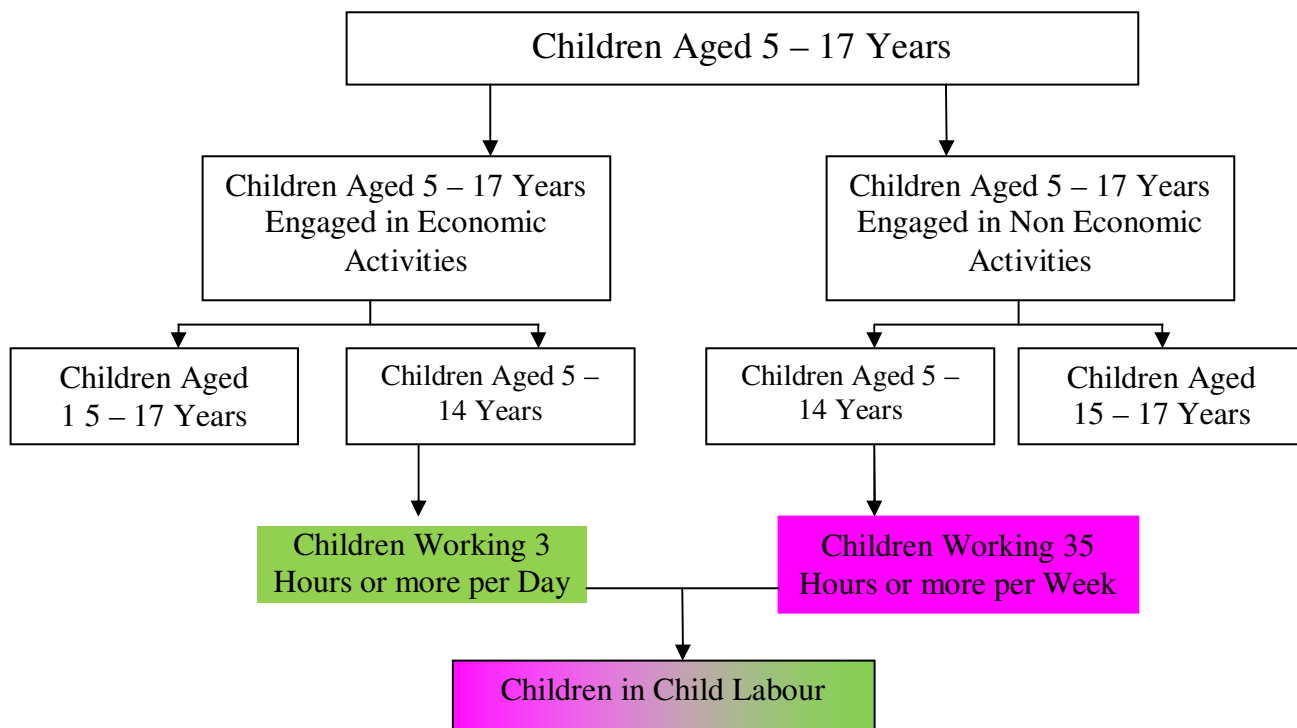 Children Aged 5 – 17 Years
Children Aged 5 – 17 Years
Engaged in Economic
Activities
Children Aged 5 – 17 Years
Engaged in Non Economic
Activities
Children Aged
1 5 – 17 Years
Children Aged 5 –
14 Years
Children Aged 5 –
14 Years
Children Aged
15 – 17 Years
Children Working 3
Hours or more per Day
Children Working 35
Hours or more per Week
Children in Child Labour